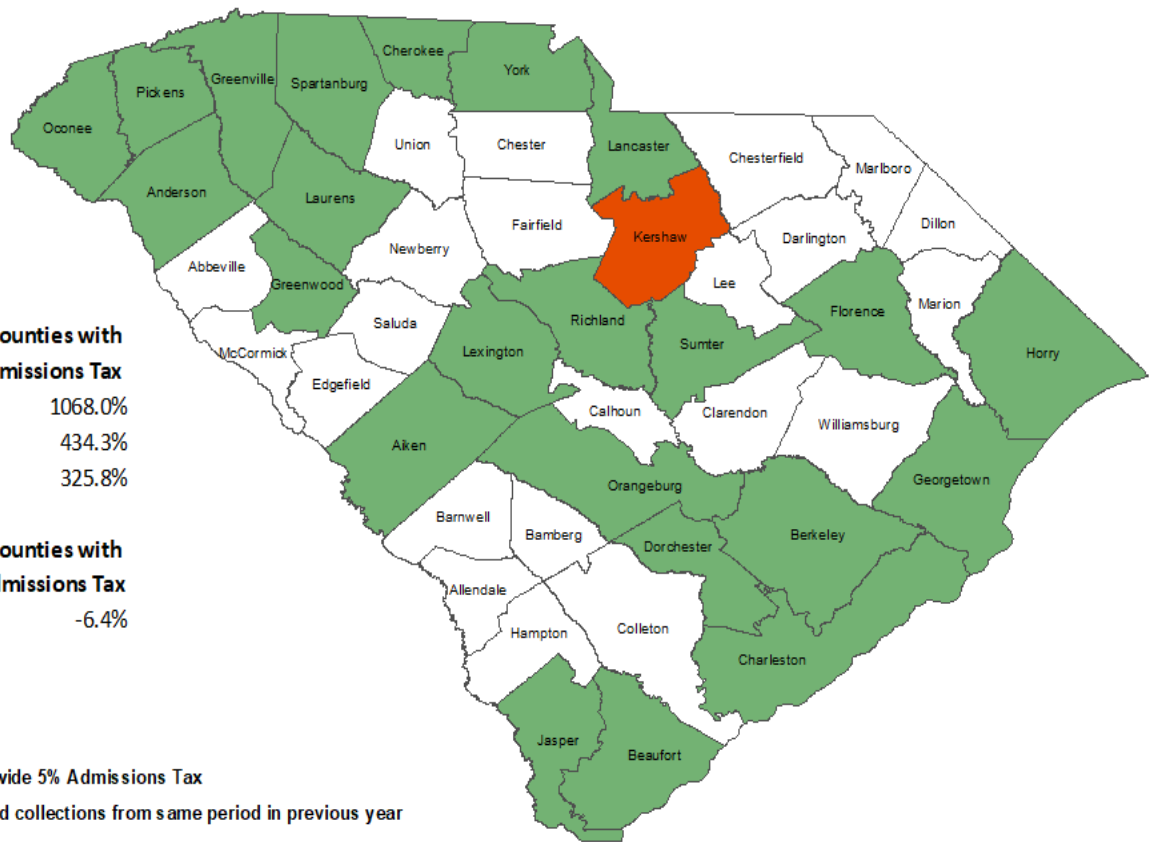 Cherokee
York
Greenville
Spartanburg
Pickens
Oconee
Union
Chester
Lancaster
Chesterfield
Marlboro
Anderson
Laurens
Fairfield
Kershaw
Darlington
Dillon
Newberry
Abbeville
Greenwood
Lee
Marion
Saluda
Richland
Florence
Sumter
Lexington
Horry
McCormick
Edgefield
Calhoun
Clarendon
Williamsburg
Aiken
Orangeburg
Georgetown
Barnwell
Bamberg
Berkeley
Dorchester
Allendale
Hampton
Colleton
Charleston
Jasper
Beaufort
ounties with
missions Tax
1068.0%
434.3%
325.8%
ounties with
dmissions Tax
-6.4%
vide 5% Admissions Tax
d collections from same period in previous year